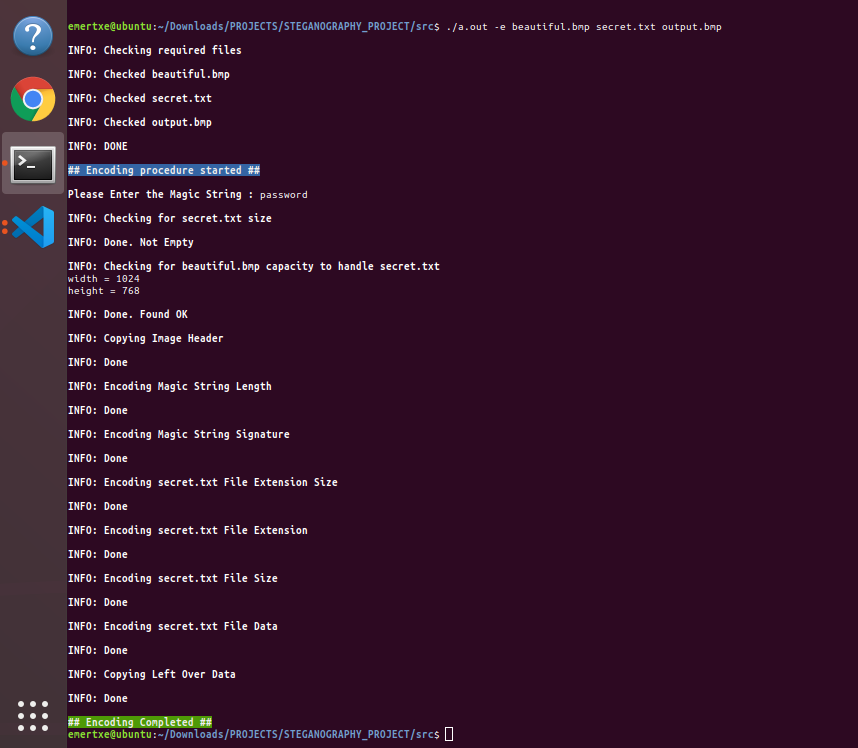 emertxe@ubuntu:~/Downloads/PROJECTS/STEGANOGRAPHY_PROJECT/src$ ./a.out -e beautiful.bmp secret.txt output.bmp
INFO: Checking required files
INFO: Checked beautiful.bmp
INFO: Checked secret.txt
INFO: Checked output.bmp
INFO: DONE
## Encoding procedure started ##
Please Enter the Magic String : password
INFO: Checking for secret.txt size
INFO: Done. Not Empty
INFO: Checking for beautiful.bmp capacity to handle secret.txt
width = 1024
height = 768
INFO: Done. Found OK
INFO: Copying Image Header
INFO: Done
INFO: Encoding Magic String Length
INFO: Done
INFO: Encoding Magic String Signature
INFO: Done
INFO: Encoding secret.txt File Extension Size
INFO: Done
INFO: Encoding secret.txt File Extension
INFO: Done
INFO: Encoding secret.txt File Size
INFO: Done
INFO: Encoding secret.txt File Data
INFO: Done
INFO: Copying Left Over Data
INFO: Done
## Encoding Completed ##
emertxe@ubuntu:~/Downloads/PROJECTS/STEGANOGRAPHY_PROJECT/src$